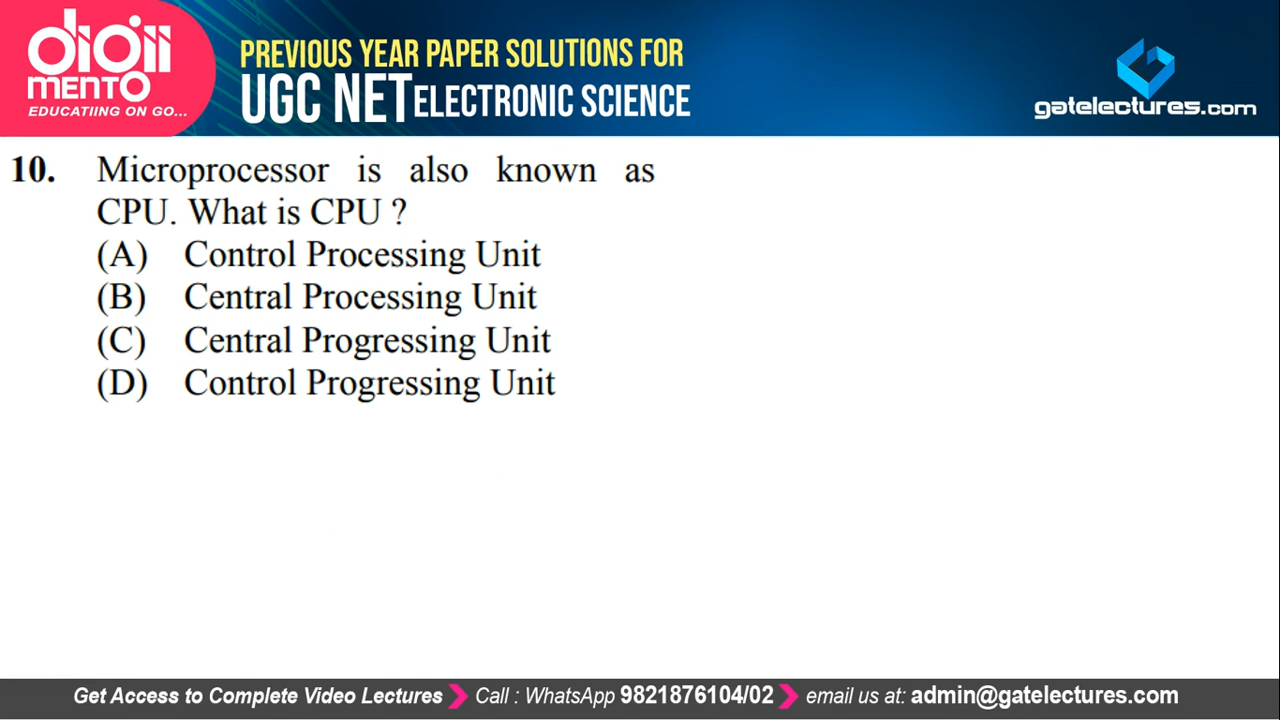 digii
MENTO
EDUCATIING ON GO...
PREVIOUS YEAR PAPER SOLUTIONS FOR
UGC NET ELECTRONIC SCIENCE
gatelectures.com
10. Microprocessor is also known as
CPU. What is CPU ?
(A) Control Processing Unit
(B) Central Processing Unit
(C) Central Progressing Unit
(D) Control Progressing Unit
Get Access to Complete Video Lectures Call : WhatsApp 9821876104/02 email us at: admin@gatelectures.com